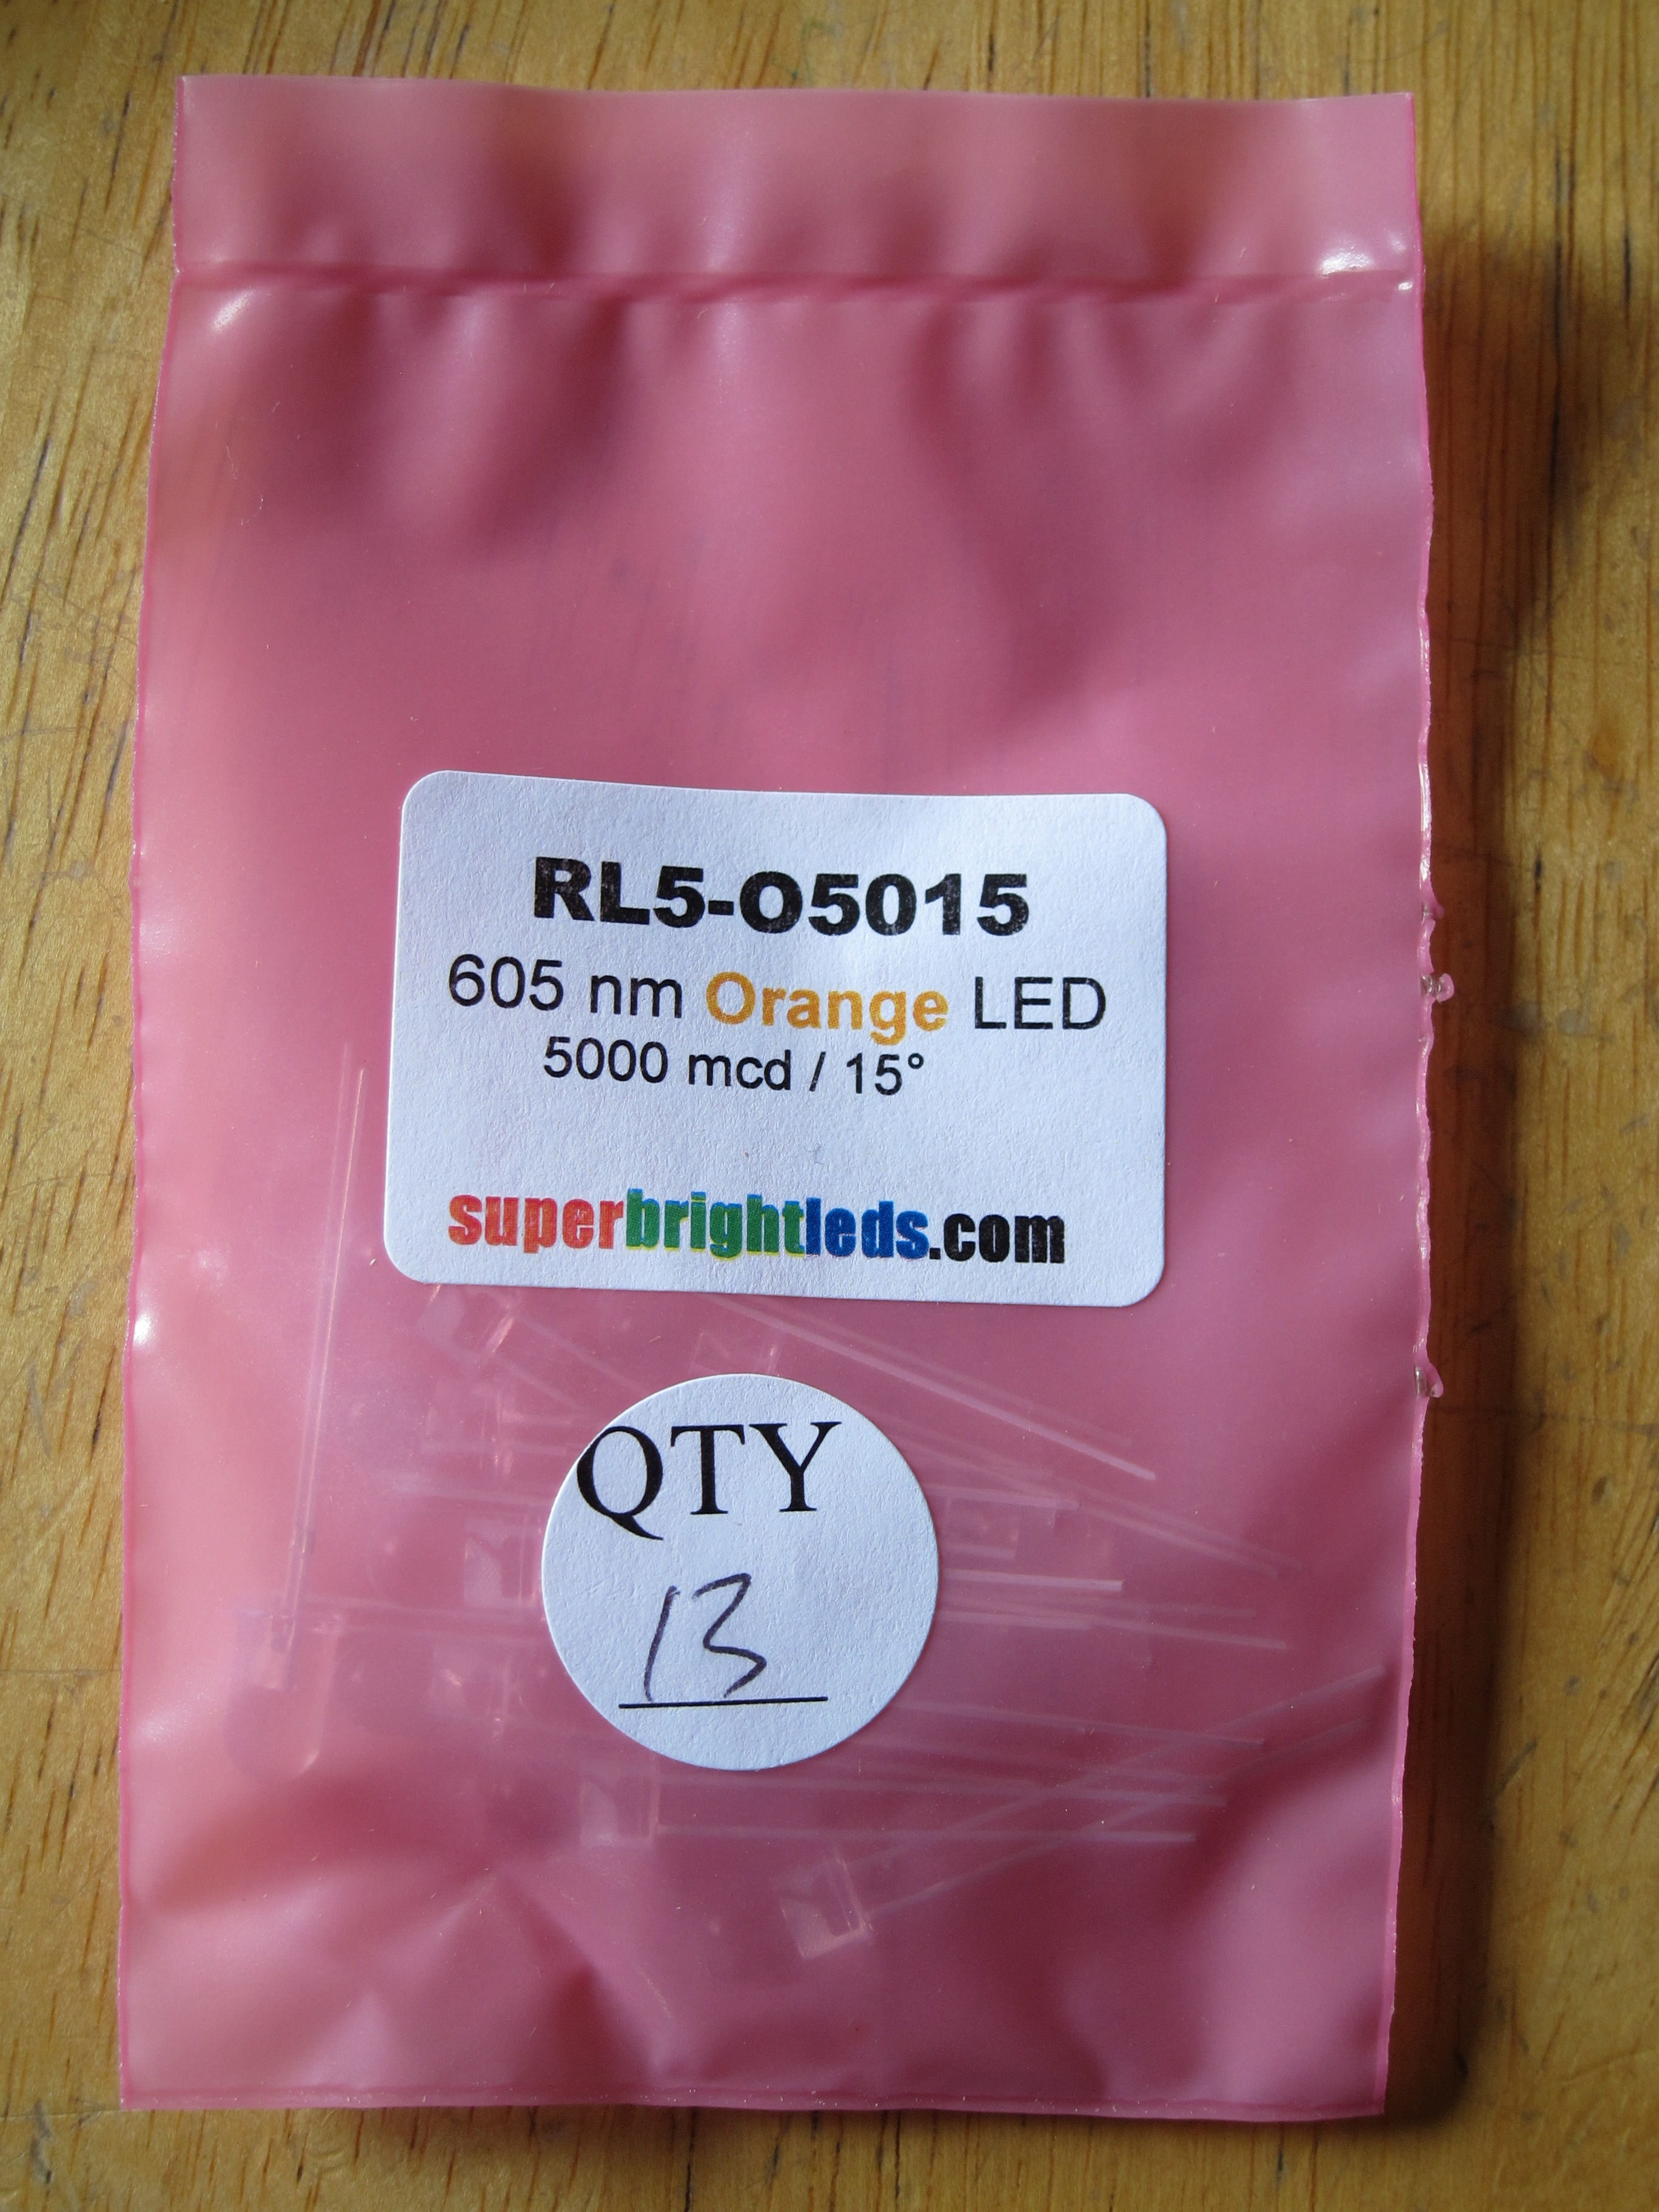 RL5-O5015
605 nm Orange LED
5000 mcd / 15°
superbrightleds.com
QTY
13